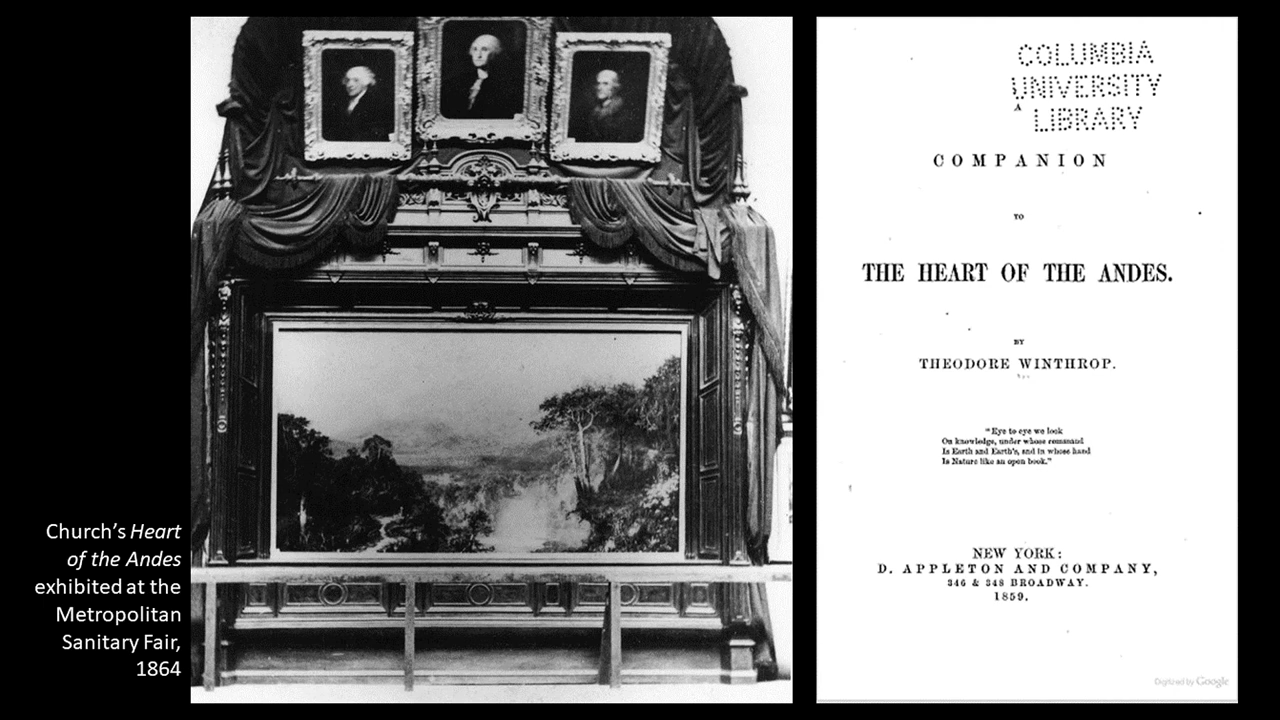 Church’s Heart
of the Andes
exhibited at the
Metropolitan
Sanitary Fair,
1864
COLUMBIA
UNIVERSITY
LIBRARY
A
COMPANION
TO
THE HEART OF THE ANDES.
BY
THEODORE WINTHROP.
“Eye to eye we look
On knowledge, under whose command
Is Earth and Earth's, and in whose hand
Is Nature like an open book.”
NEW YORK:
D. APPLETON AND COMPANY,
346 & 348 BROADWAY.
1859.
Digitized by Google